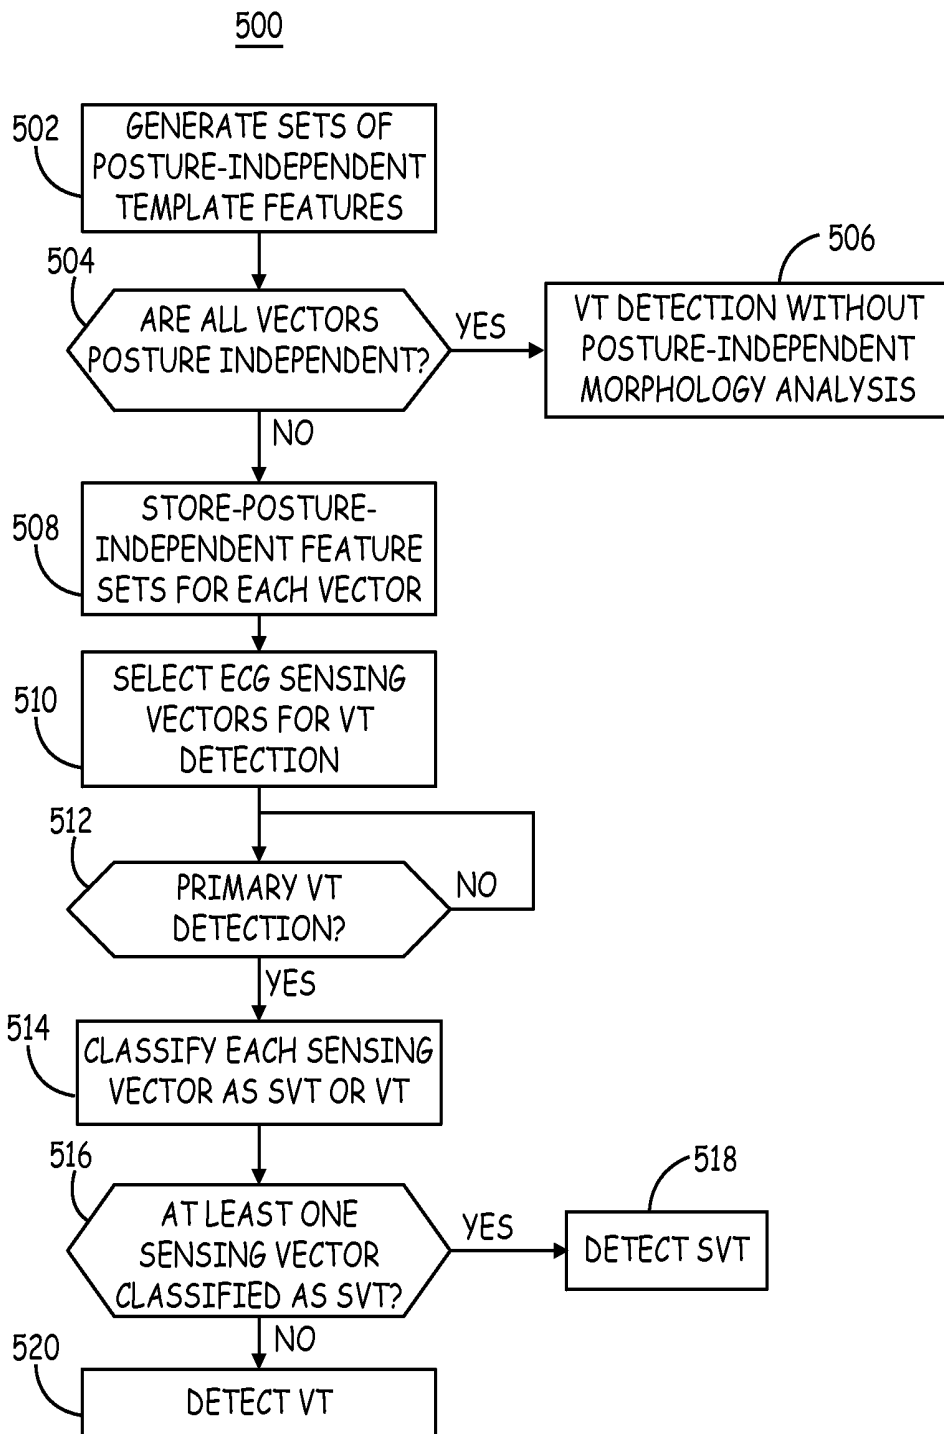 500
502
GENERATE SETS OF
POSTURE-INDEPENDENT
TEMPLATE FEATURES
504
ARE ALL VECTORS
POSTURE INDEPENDENT?
YES
506
VT DETECTION WITHOUT
POSTURE-INDEPENDENT
MORPHOLOGY ANALYSIS
NO
508
STORE-POSTURE-
INDEPENDENT FEATURE
SETS FOR EACH VECTOR
510
SELECT ECG SENSING
VECTORS FOR VT
DETECTION
512
PRIMARY VT
DETECTION?
NO
YES
514
CLASSIFY EACH SENSING
VECTOR AS SVT OR VT
516
AT LEAST ONE
SENSING VECTOR
CLASSIFIED AS SVT?
YES
518
DETECT SVT
NO
520
DETECT VT